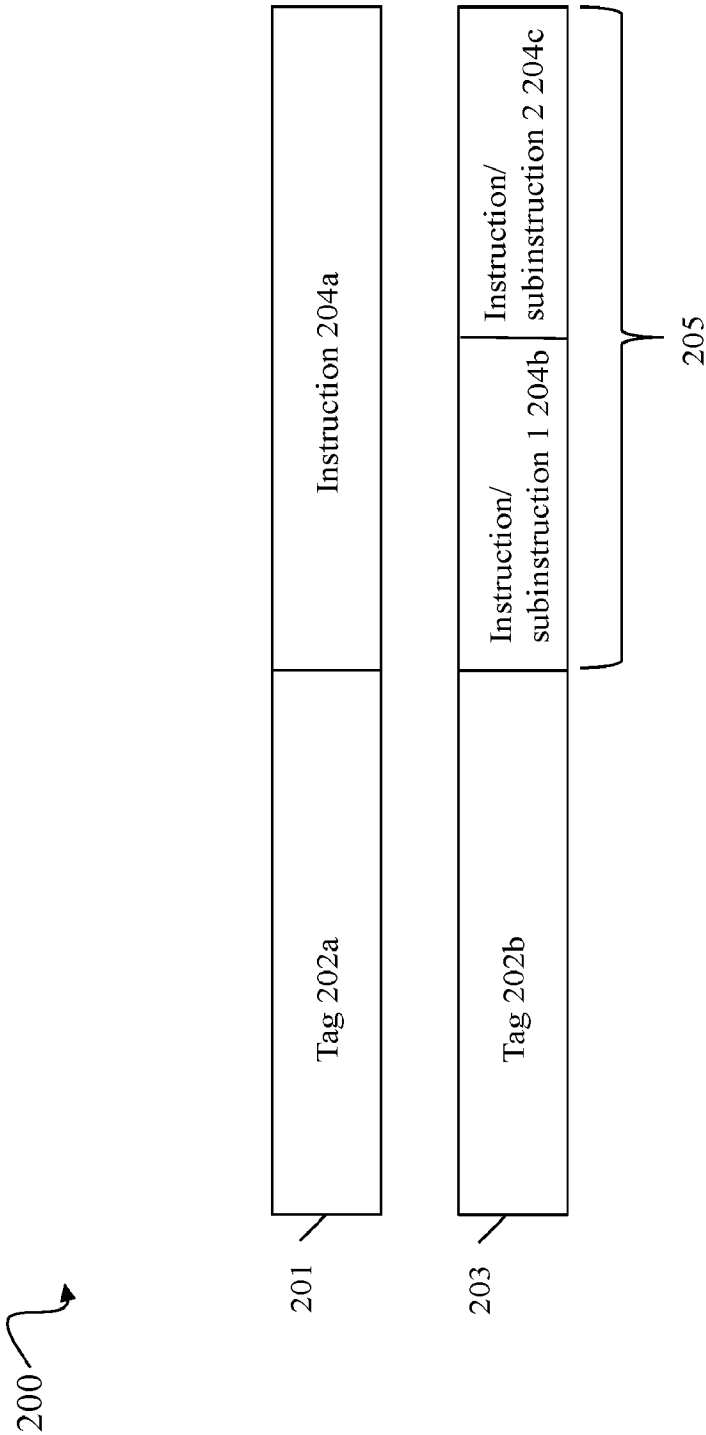 200
201
Tag 202a
Instruction 204a
203
Tag 202b
Instruction/
subinstruction 1 204b
Instruction/
subinstruction 2 204c
205